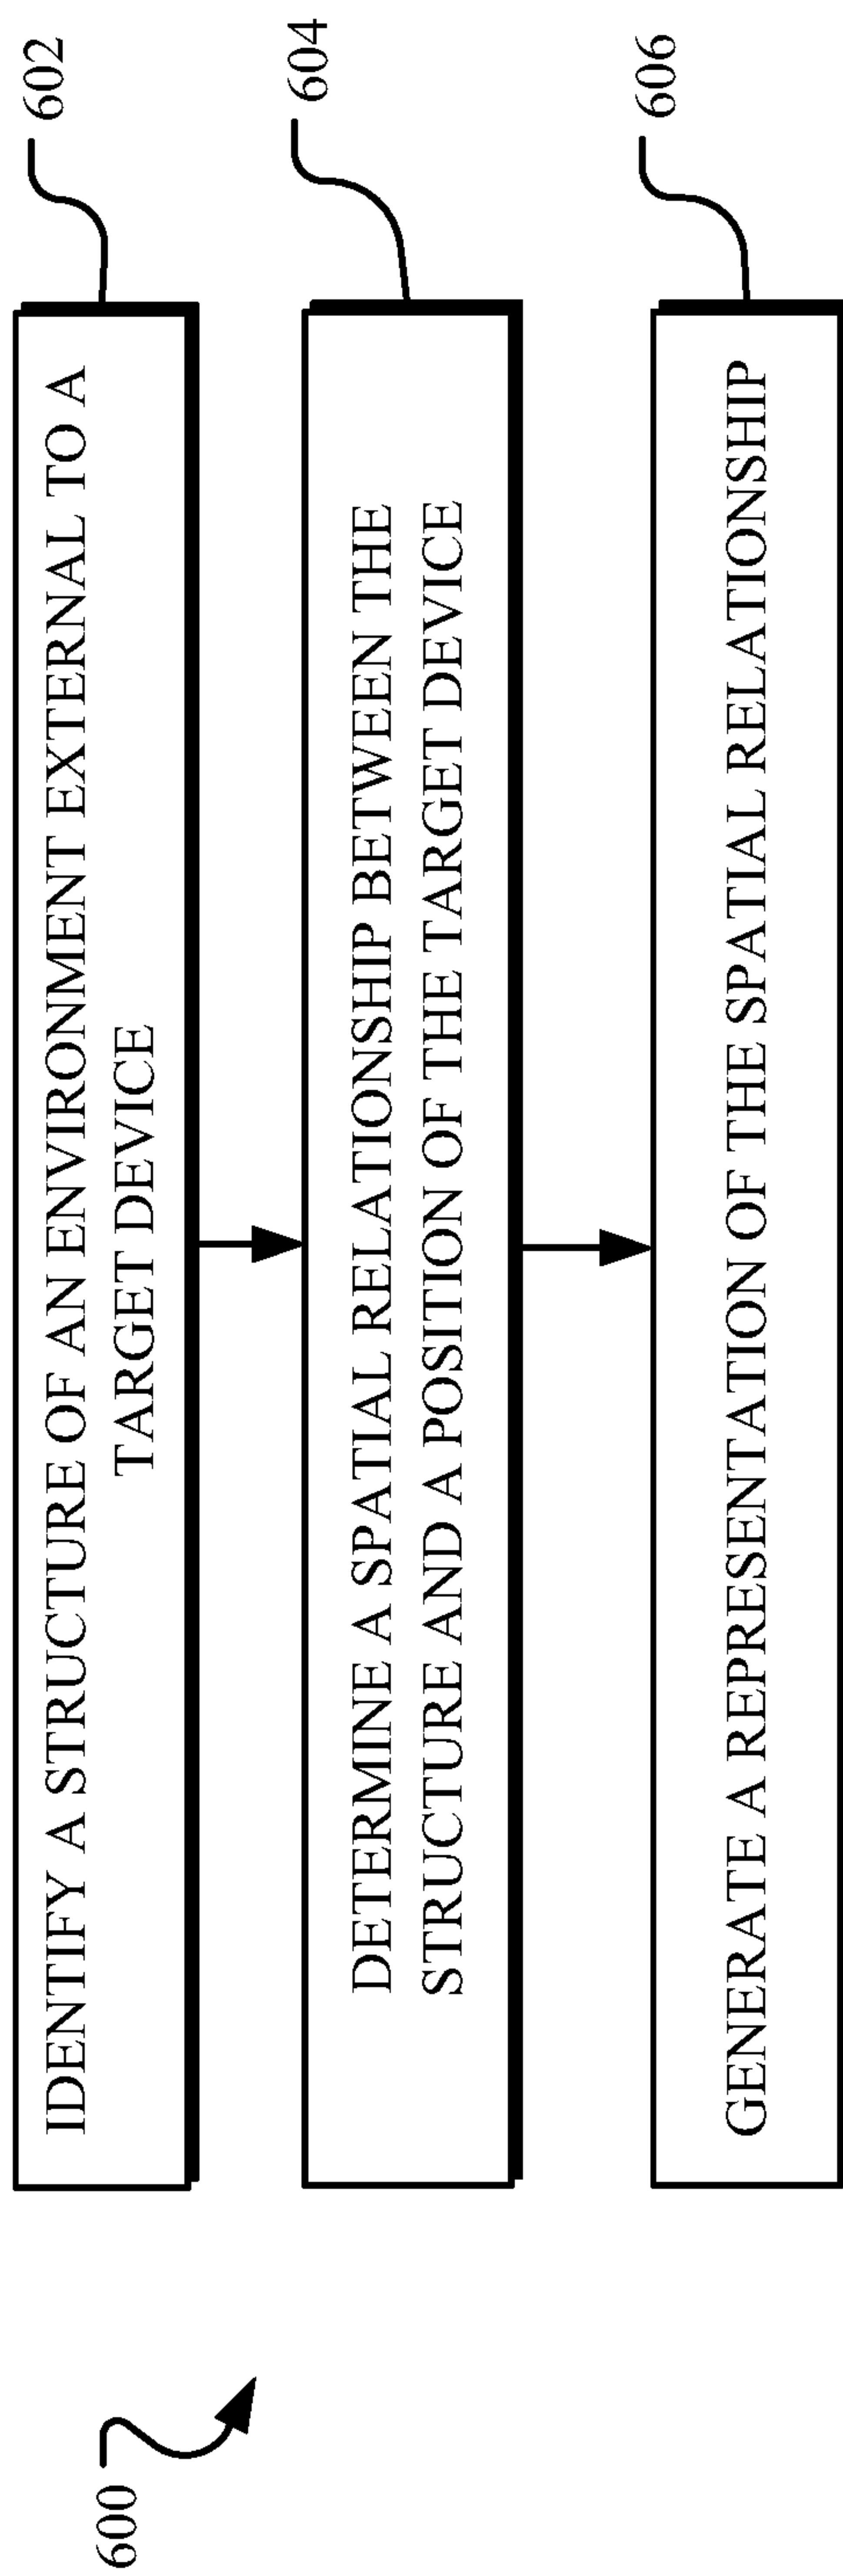 600
IDENTIFY A STRUCTURE OF AN ENVIRONMENT EXTERNAL TO A
TARGET DEVICE
602
DETERMINE A SPATIAL RELATIONSHIP BETWEEN THE
STRUCTURE AND A POSITION OF THE TARGET DEVICE
604
GENERATE A REPRESENTATION OF THE SPATIAL RELATIONSHIP
606